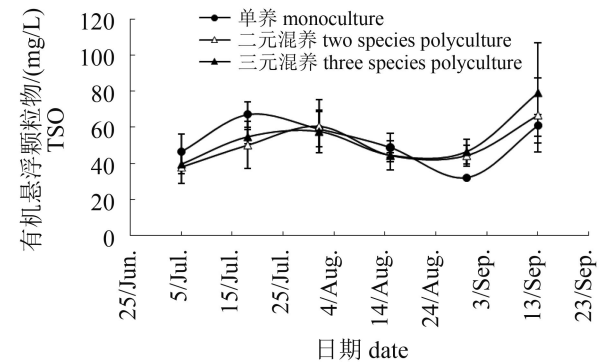 单养 monoculture
二元混养 two species polyculture
三元混养 three species polyculture
有机悬浮颗粒物/(mg/L)
TSO
120
100
80
60
40
20
0
25/Jun.
5/Jul.
15/Jul.
25/Jul.
4/Aug.
14/Aug.
24/Aug.
3/Sep.
13/Sep.
23/Sep.
日期 date